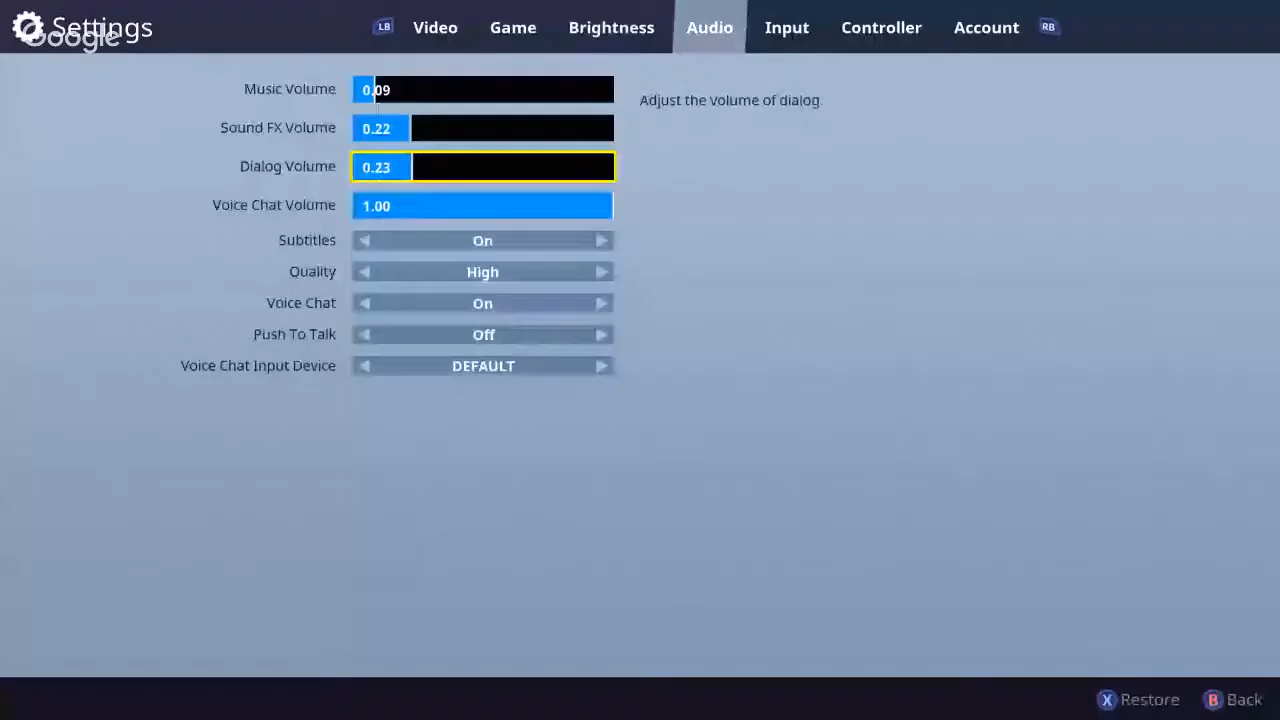 Settings
Google
LB Video Game Brightness Audio Input Controller Account RB
Music Volume 0.09
Adjust the volume of dialog.
Sound FX Volume 0.22
Dialog Volume 0.23
Voice Chat Volume 1.00
Subtitles On
Quality High
Voice Chat On
Push To Talk Off
Voice Chat Input Device DEFAULT
X Restore B Back